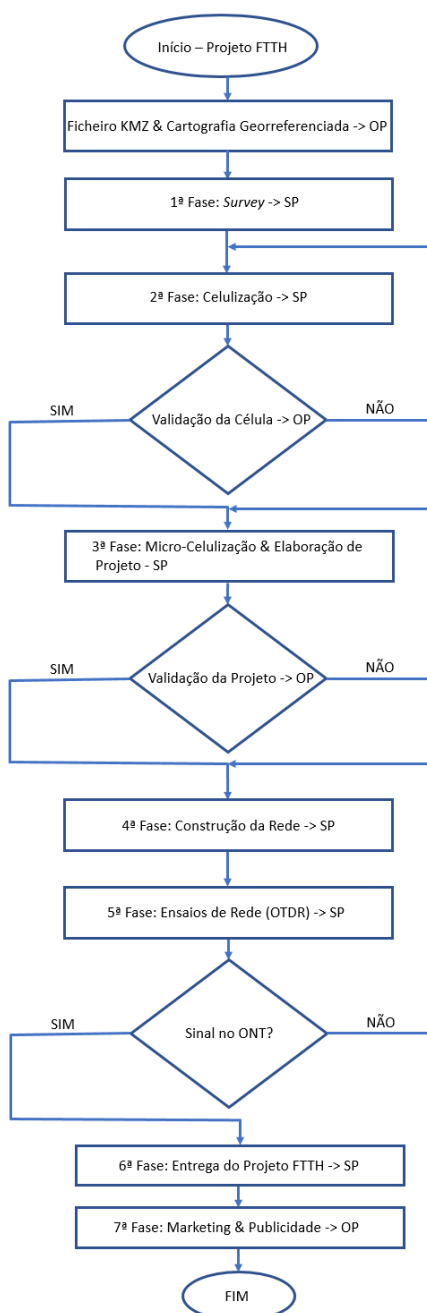 Início – Projeto FTTH
Ficheiro KMZ & Cartografia Georreferenciada -> OP
1ª Fase: Survey -> SP
2ª Fase: Celulização -> SP
SIM
NÃO
Validação da Célula -> OP
3ª Fase: Micro-Celulização & Elaboração de
Projeto - SP
SIM
NÃO
Validação da Projeto -> OP
4ª Fase: Construção da Rede -> SP
5ª Fase: Ensaios de Rede (OTDR) -> SP
SIM
NÃO
Sinal no ONT?
6ª Fase: Entrega do Projeto FTTH -> SP
7ª Fase: Marketing & Publicidade -> OP
FIM